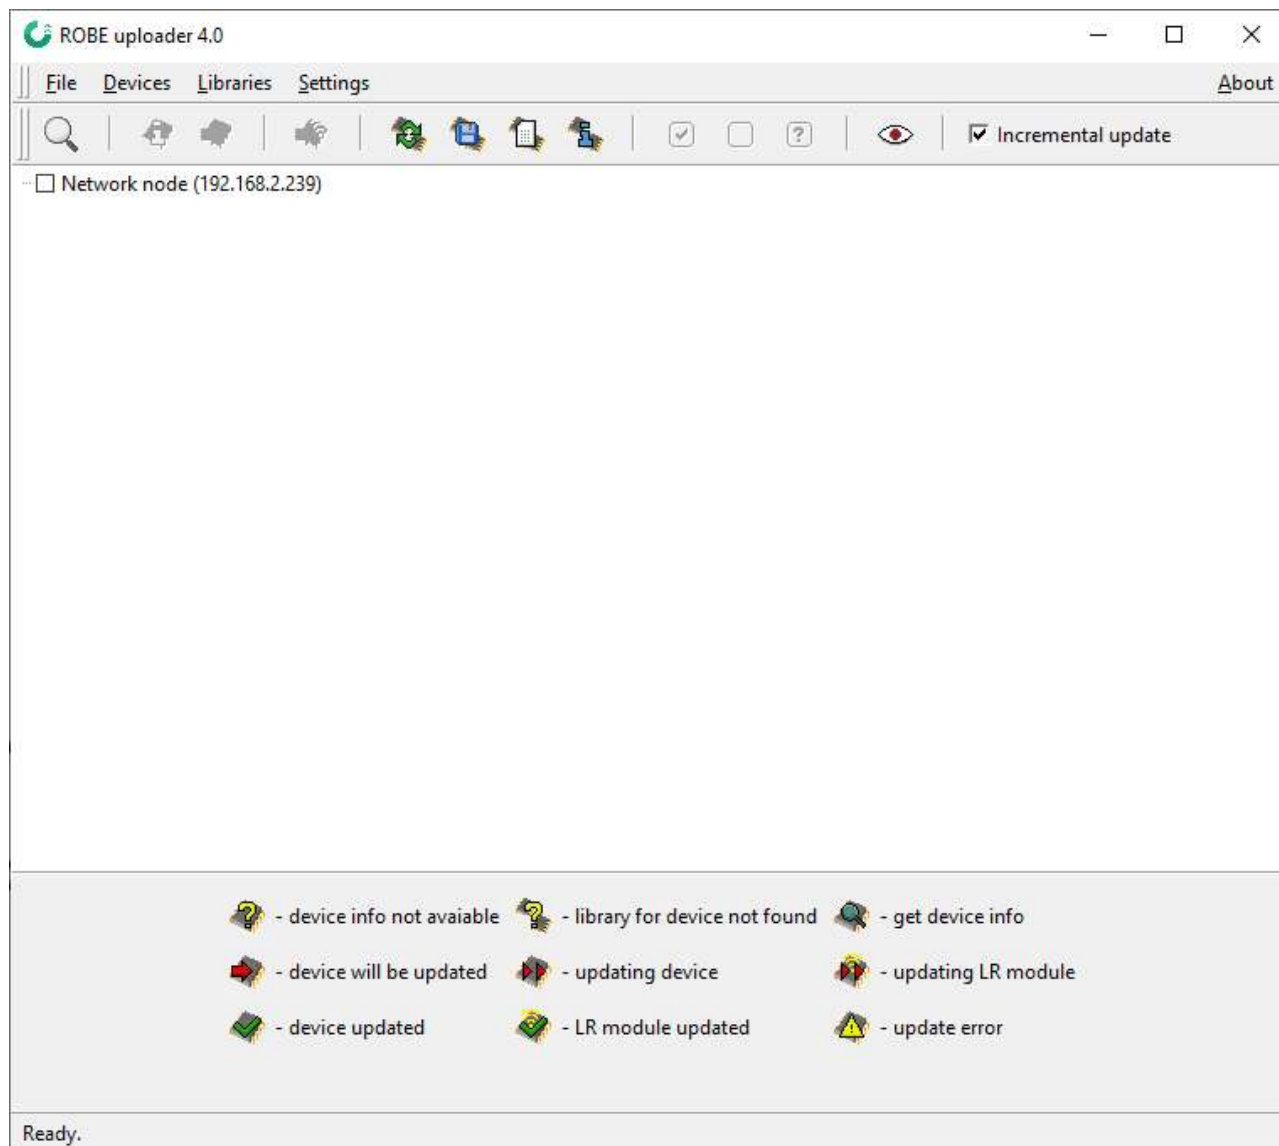 ROBE uploader 4.0
File Devices Libraries Settings About
Incremental update
Network node (192.168.2.239)
- device info not avaiable - library for device not found - get device info
- device will be updated - updating device - updating LR module
- device updated - LR module updated - update error
Ready.